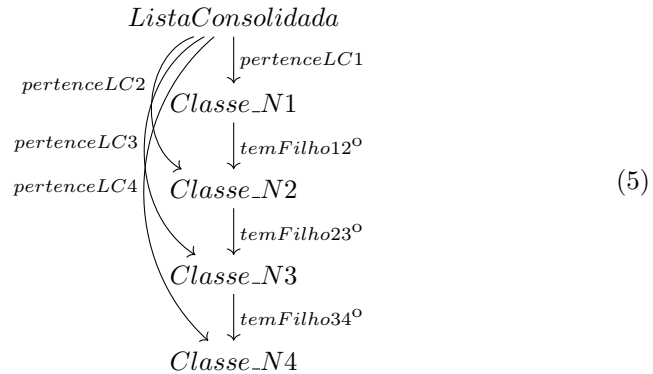 ListaConsolidada
pertenceLC1
pertenceLC2
Classe_N1
pertenceLC3
temFilho12º
pertenceLC4
Classe_N2
(5)
temFilho23º
Classe_N3
temFilho34º
Classe_N4